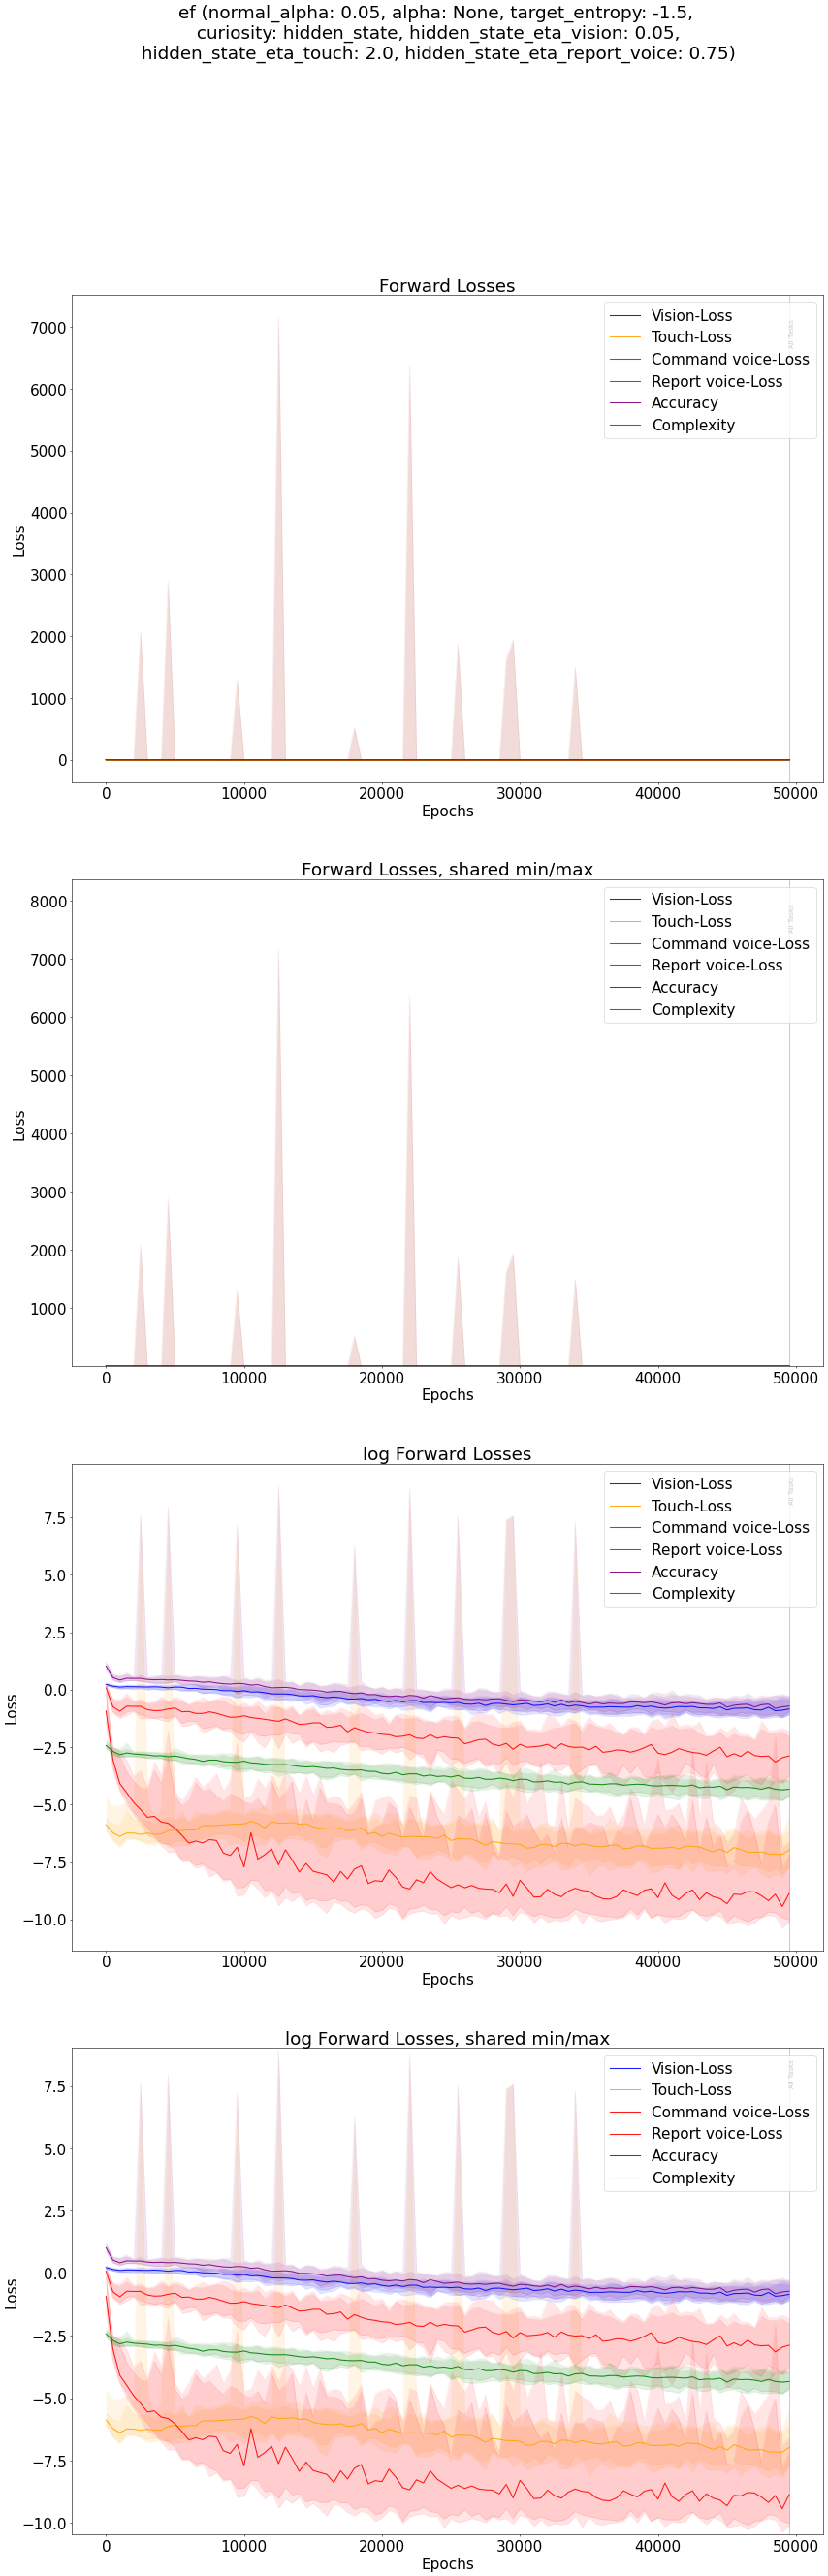 ef (normal_alpha: 0.05, alpha: None, target_entropy: -1.5,
curiosity: hidden_state, hidden_state_eta_vision: 0.05,
hidden_state_eta_touch: 2.0, hidden_state_eta_report_voice: 0.75)
Forward Losses
7000
6000
5000
4000
3000
2000
1000
0
Loss
Vision-Loss
Touch-Loss
Command voice-Loss
Report voice-Loss
Accuracy
Complexity
All Tasks
0 10000 20000 30000 40000 50000
Epochs
Forward Losses, shared min/max
8000
7000
6000
5000
4000
3000
2000
1000
Loss
Vision-Loss
Touch-Loss
Command voice-Loss
Report voice-Loss
Accuracy
Complexity
All Tasks
0 10000 20000 30000 40000 50000
Epochs
log Forward Losses
7.5
5.0
2.5
0.0
−2.5
−5.0
−7.5
−10.0
Loss
Vision-Loss
Touch-Loss
Command voice-Loss
Report voice-Loss
Accuracy
Complexity
All Tasks
0 10000 20000 30000 40000 50000
Epochs
log Forward Losses, shared min/max
7.5
5.0
2.5
0.0
−2.5
−5.0
−7.5
−10.0
Loss
Vision-Loss
Touch-Loss
Command voice-Loss
Report voice-Loss
Accuracy
Complexity
All Tasks
0 10000 20000 30000 40000 50000
Epochs